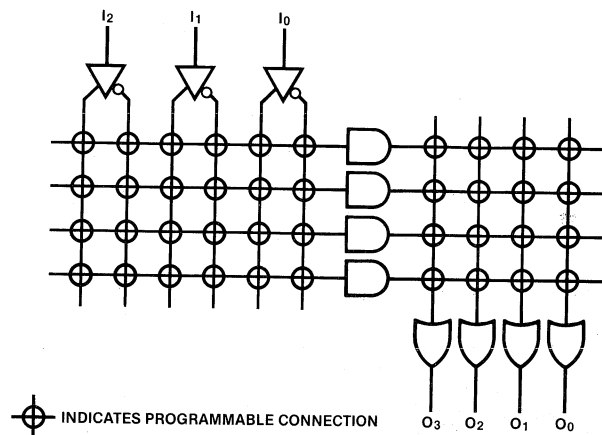 I2 I1 I0
INDICATES PROGRAMMABLE CONNECTION
O3 O2 O1 O0